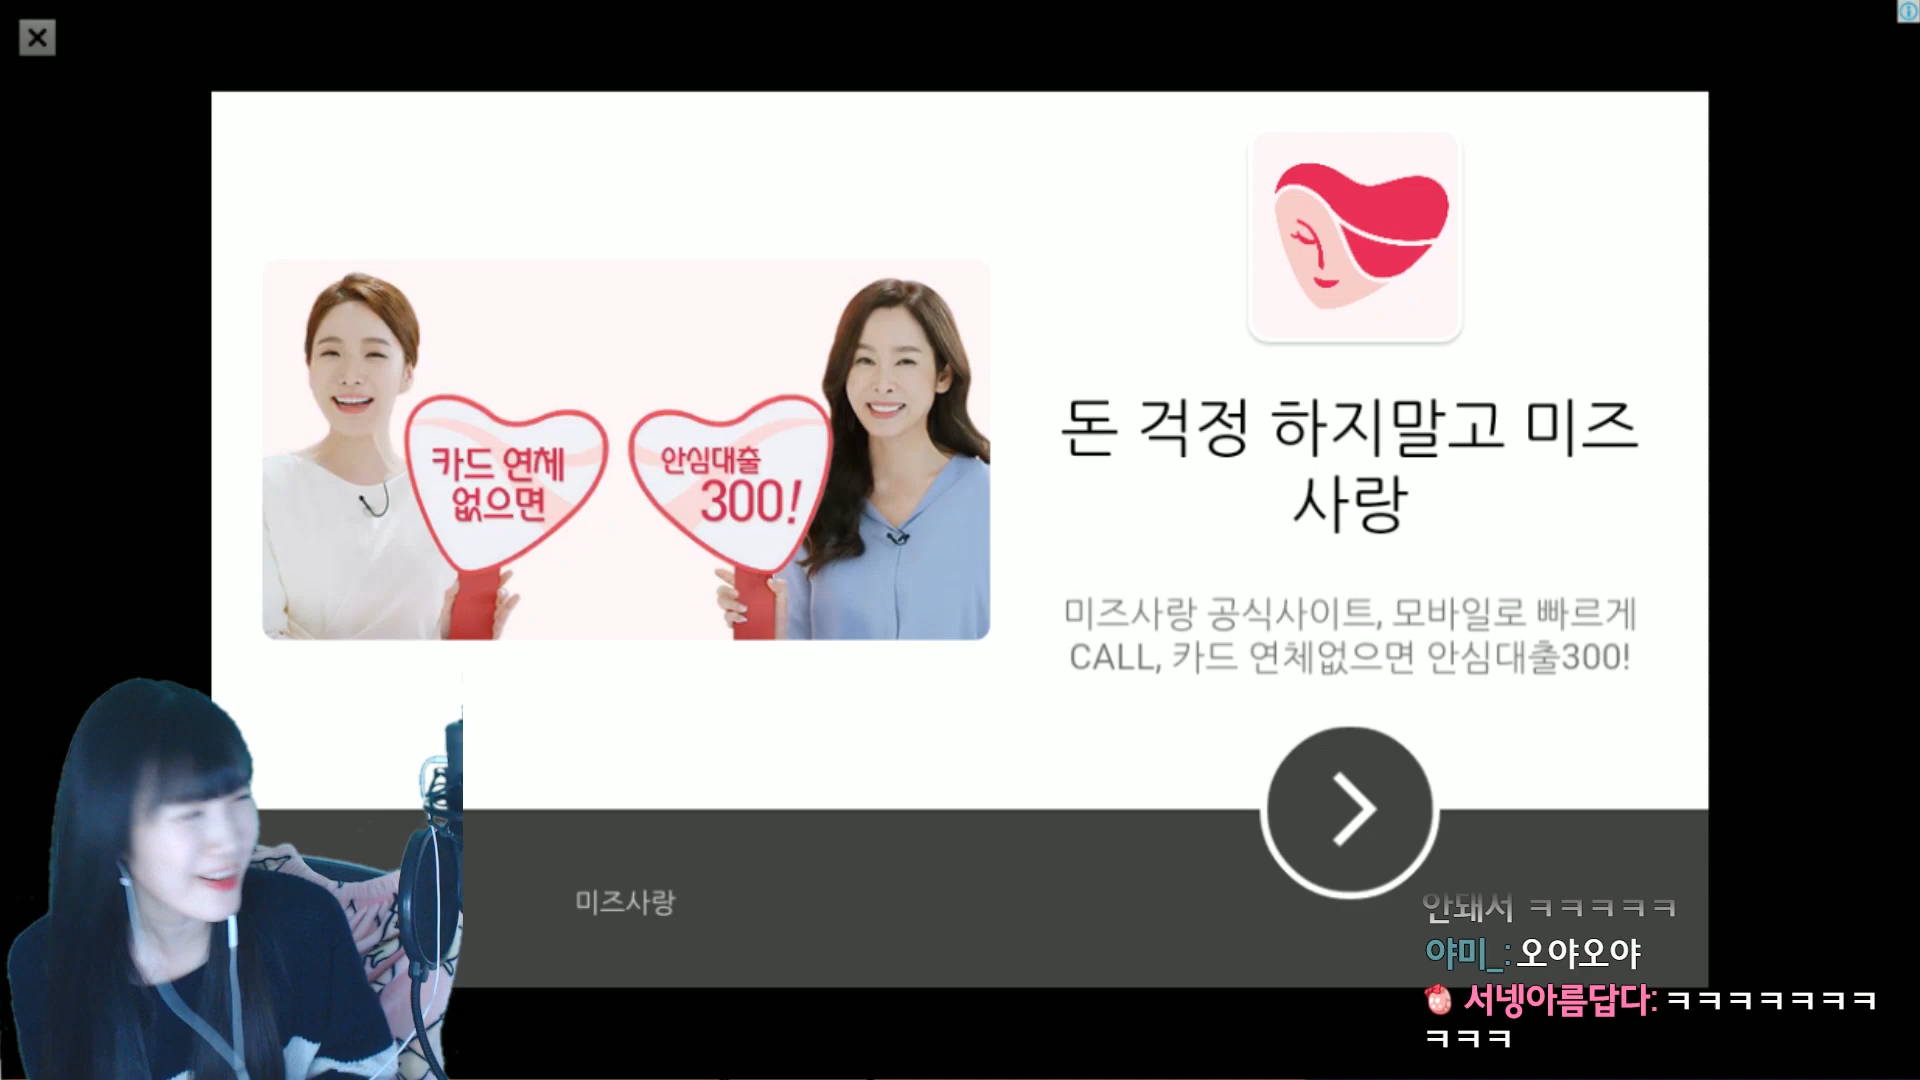 카드 연체
없으면
안심대출
300!
돈 걱정 하지말고 미즈
사랑
미즈사랑 공식사이트, 모바일로 빠르게
CALL, 카드 연체없으면 안심대출300!
미즈사랑
안돼서 ㅋㅋㅋㅋㅋ
야미_: 오야오야
서넹아름답다: ㅋㅋㅋㅋㅋㅋㅋ
ㅋㅋㅋ